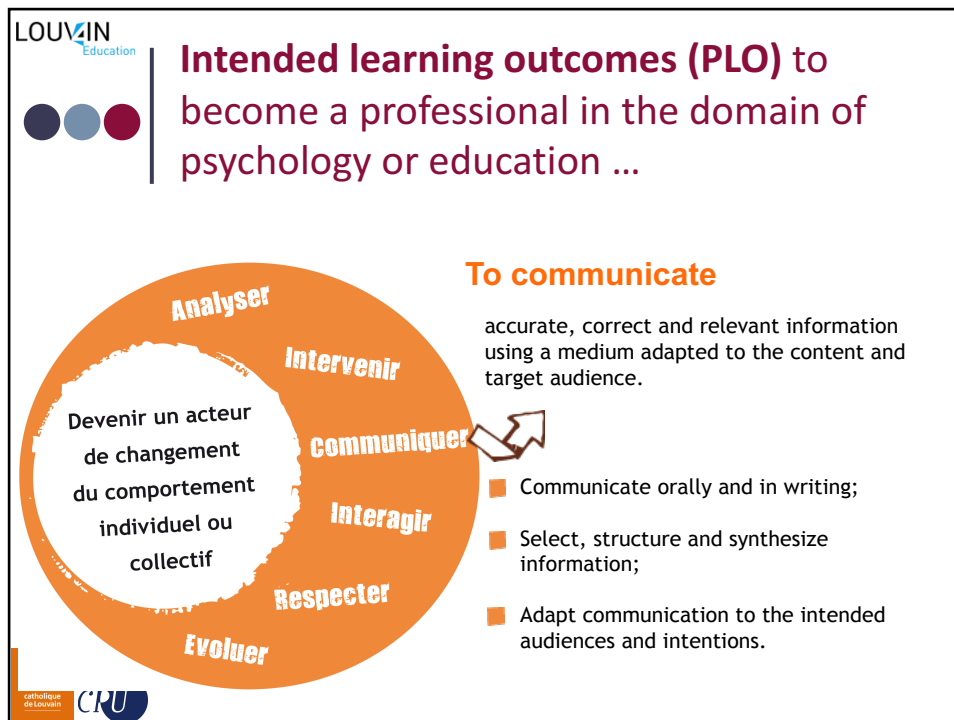 LOUVAIN
Education
Intended learning outcomes (PLO) to
become a professional in the domain of
psychology or education …
Analyser
Intervenir
Communiquer
Interagir
Respecter
Evoluer
Devenir un acteur
de changement
du comportement
individuel ou
collectif
To communicate
accurate, correct and relevant information
using a medium adapted to the content and
target audience.
Communicate orally and in writing;
Select, structure and synthesize
information;
Adapt communication to the intended
audiences and intentions.
catholique
de Louvain
CRU